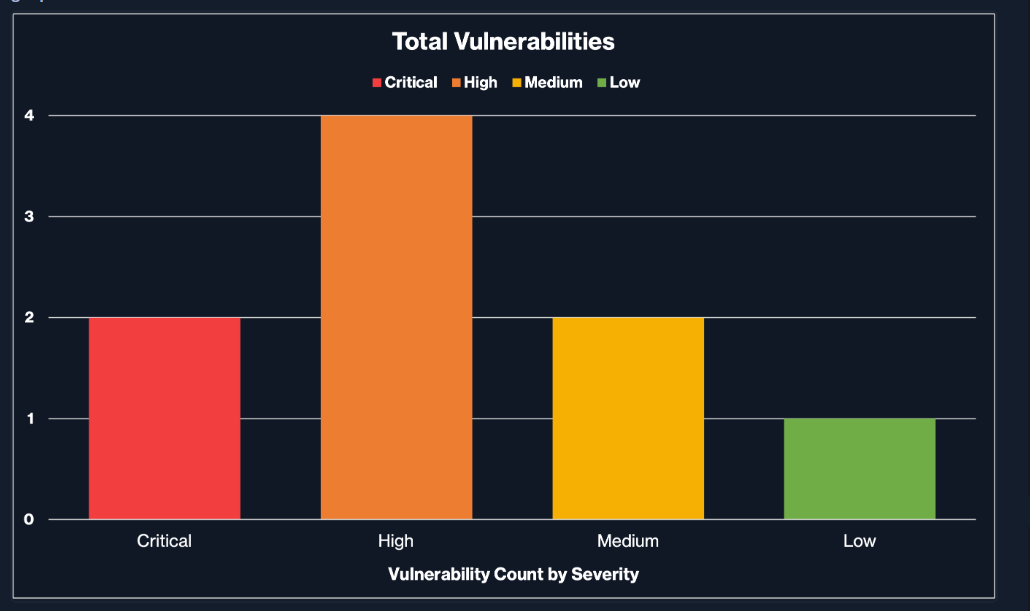 Total Vulnerabilities
Critical High Medium Low
4
3
2
1
0
Critical High Medium Low
Vulnerability Count by Severity